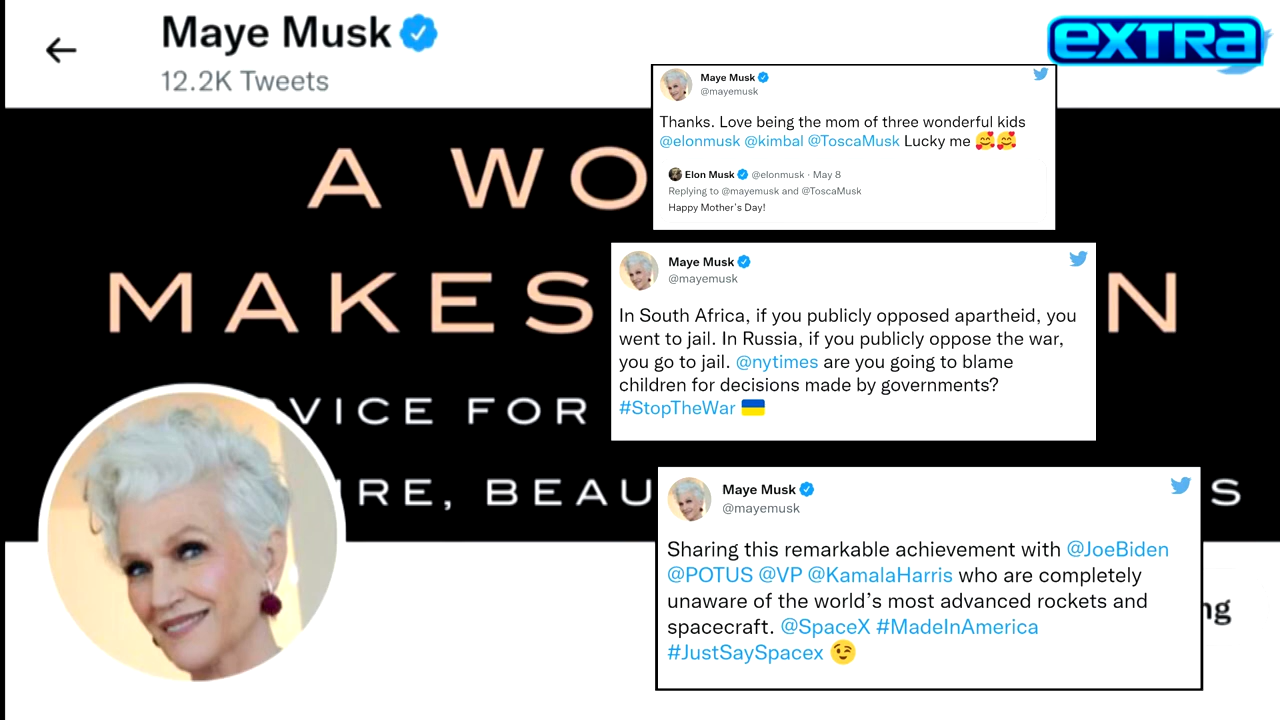 Maye Musk
12.2K Tweets
extra
A WO
MAKES
N
VICE FOR
RE, BEAU
S
ng
Maye Musk
@mayemusk
Thanks. Love being the mom of three wonderful kids
@elonmusk @kimbal @ToscaMusk Lucky me 🥰🥰
Elon Musk @elonmusk · May 8
Replying to @mayemusk and @ToscaMusk
Happy Mother's Day!
Maye Musk
@mayemusk
In South Africa, if you publicly opposed apartheid, you
went to jail. In Russia, if you publicly oppose the war,
you go to jail. @nytimes are you going to blame
children for decisions made by governments?
#StopTheWar 🇺🇦
Maye Musk
@mayemusk
Sharing this remarkable achievement with @JoeBiden
@POTUS @VP @KamalaHarris who are completely
unaware of the world's most advanced rockets and
spacecraft. @SpaceX #MadeInAmerica
#JustSaySpacex 😉